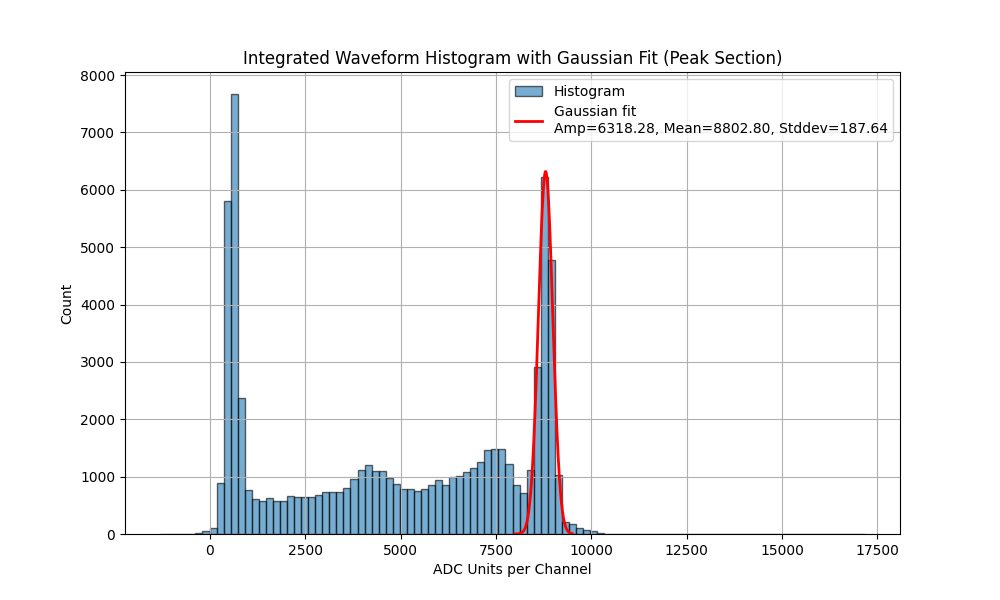 Integrated Waveform Histogram with Gaussian Fit (Peak Section)
Histogram
Gaussian fit
Amp=6318.28, Mean=8802.80, Stddev=187.64
8000
7000
6000
5000
4000
3000
2000
1000
0
Count
0 2500 5000 7500 10000 12500 15000 17500
ADC Units per Channel